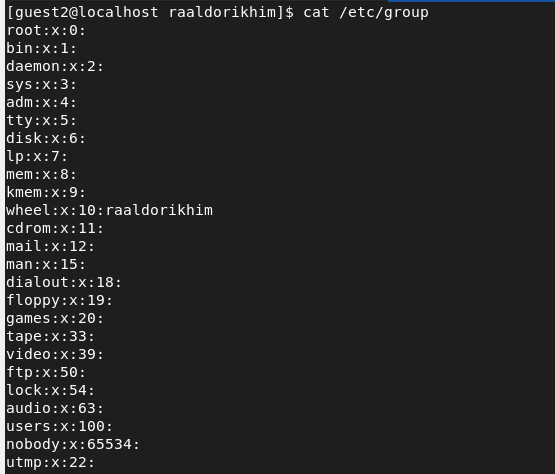 [guest2@localhost raaldorikhim]$ cat /etc/group
root:x:0:
bin:x:1:
daemon:x:2:
sys:x:3:
adm:x:4:
tty:x:5:
disk:x:6:
lp:x:7:
mem:x:8:
kmem:x:9:
wheel:x:10:raaldorikhim
cdrom:x:11:
mail:x:12:
man:x:15:
dialout:x:18:
floppy:x:19:
games:x:20:
tape:x:33:
video:x:39:
ftp:x:50:
lock:x:54:
audio:x:63:
users:x:100:
nobody:x:65534:
utmp:x:22: